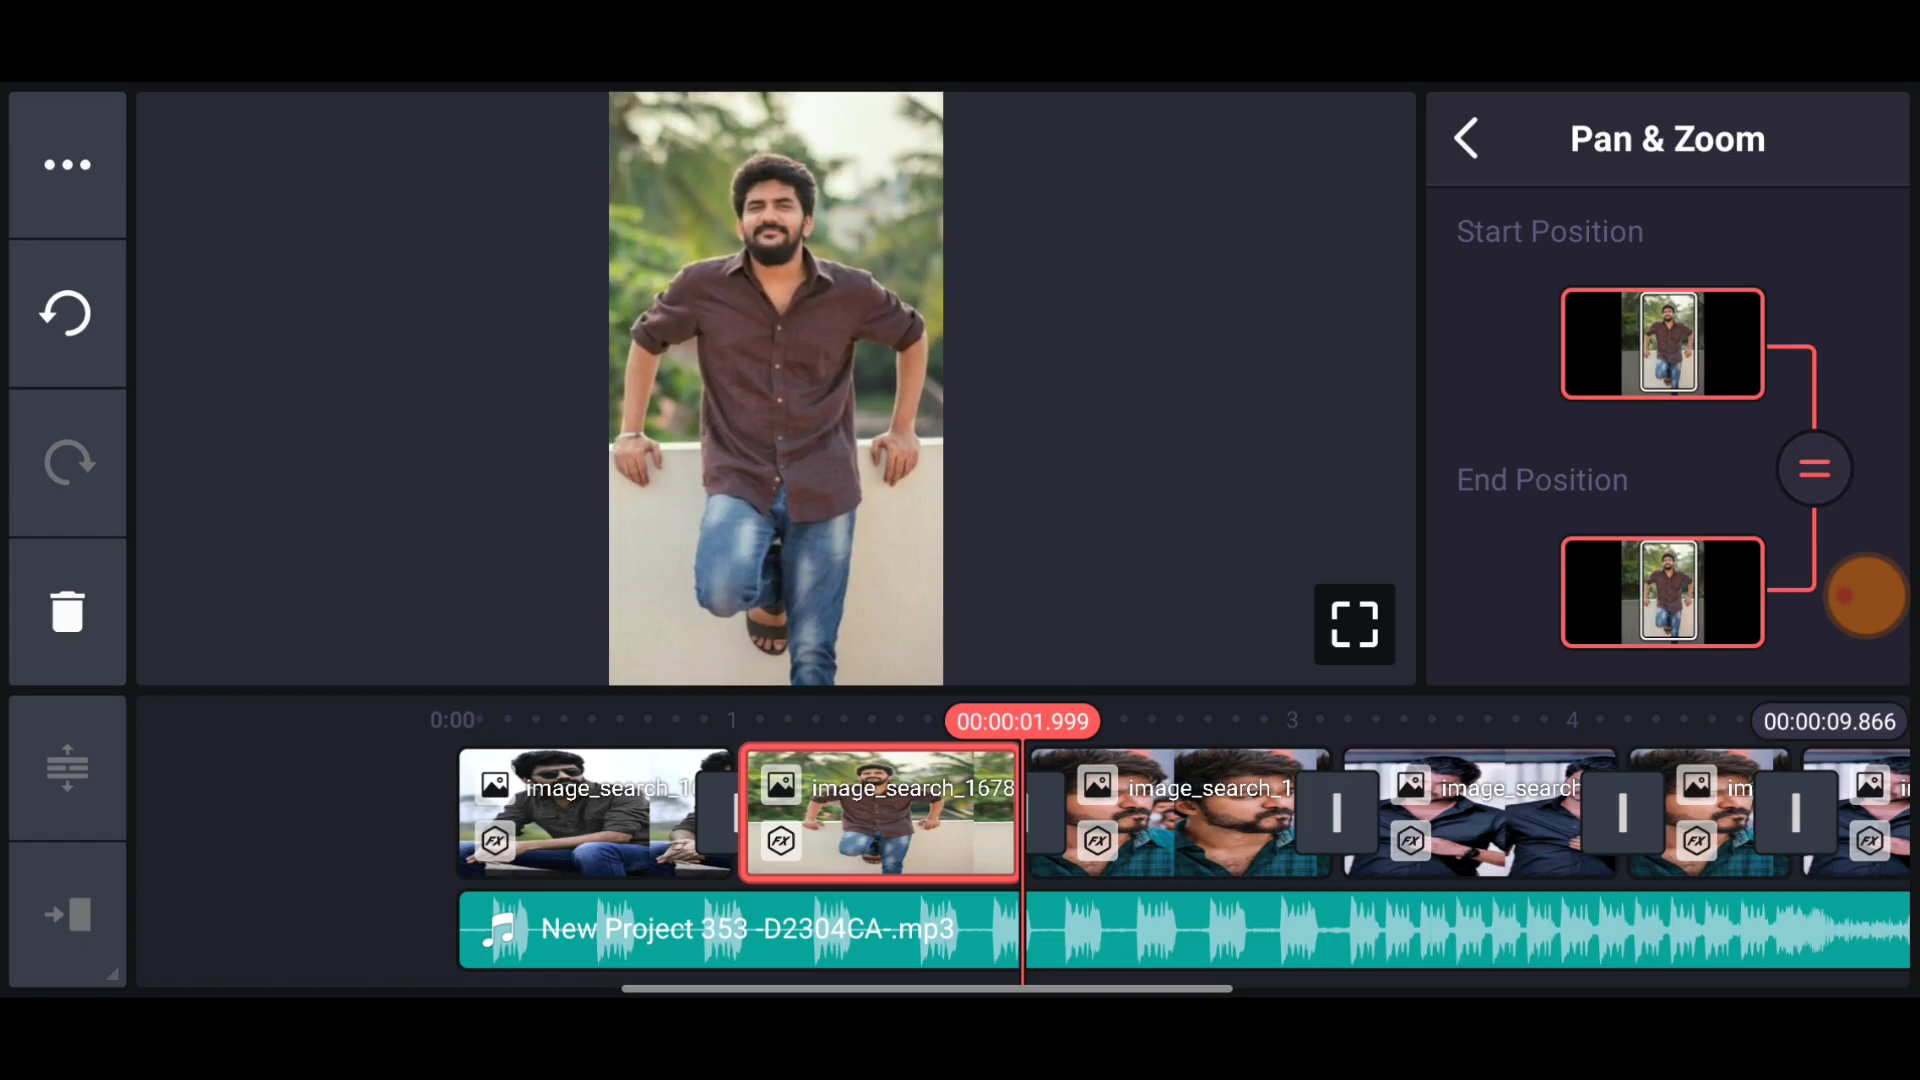 Pan & Zoom
Start Position
End Position
0:00
1
00:00:01.999
3
4
00:00:09.866
image_search_1
image_search_1678
image_search_1
image_search
im
New Project 353 -D2304CA-.mp3